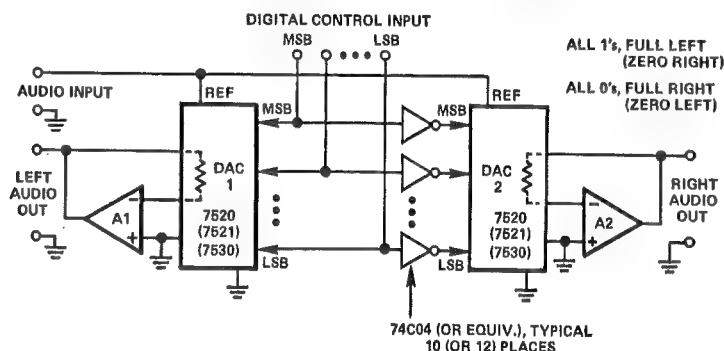 DIGITAL CONTROL INPUT
MSB
LSB
ALL 1's, FULL LEFT
(ZERO RIGHT)
ALL 0's, FULL RIGHT
(ZERO LEFT)
AUDIO INPUT
REF
MSB
MSB
REF
LEFT
AUDIO
OUT
A1
DAC
1
7520
(7521)
(7530)
LSB
LSB
DAC
2
7520
(7521)
(7530)
A2
RIGHT
AUDIO
OUT
74C04 (OR EQUIV.), TYPICAL
10 (OR 12) PLACES